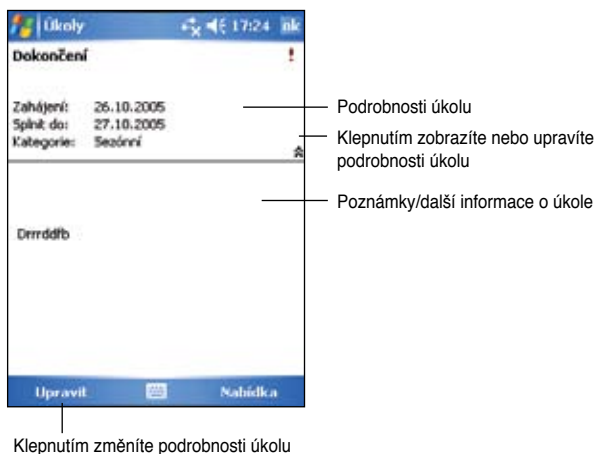 Úkoly 17:24 ok
Dokončení !
Zahájení: 26.10.2005
Splnit do: 27.10.2005
Kategorie: Sezónní
Drrrddfb
Upravit Nabídka
Podrobnosti úkolu
Klepnutím zobrazíte nebo upravíte
podrobnosti úkolu
Poznámky/další informace o úkole
Klepnutím změníte podrobnosti úkolu